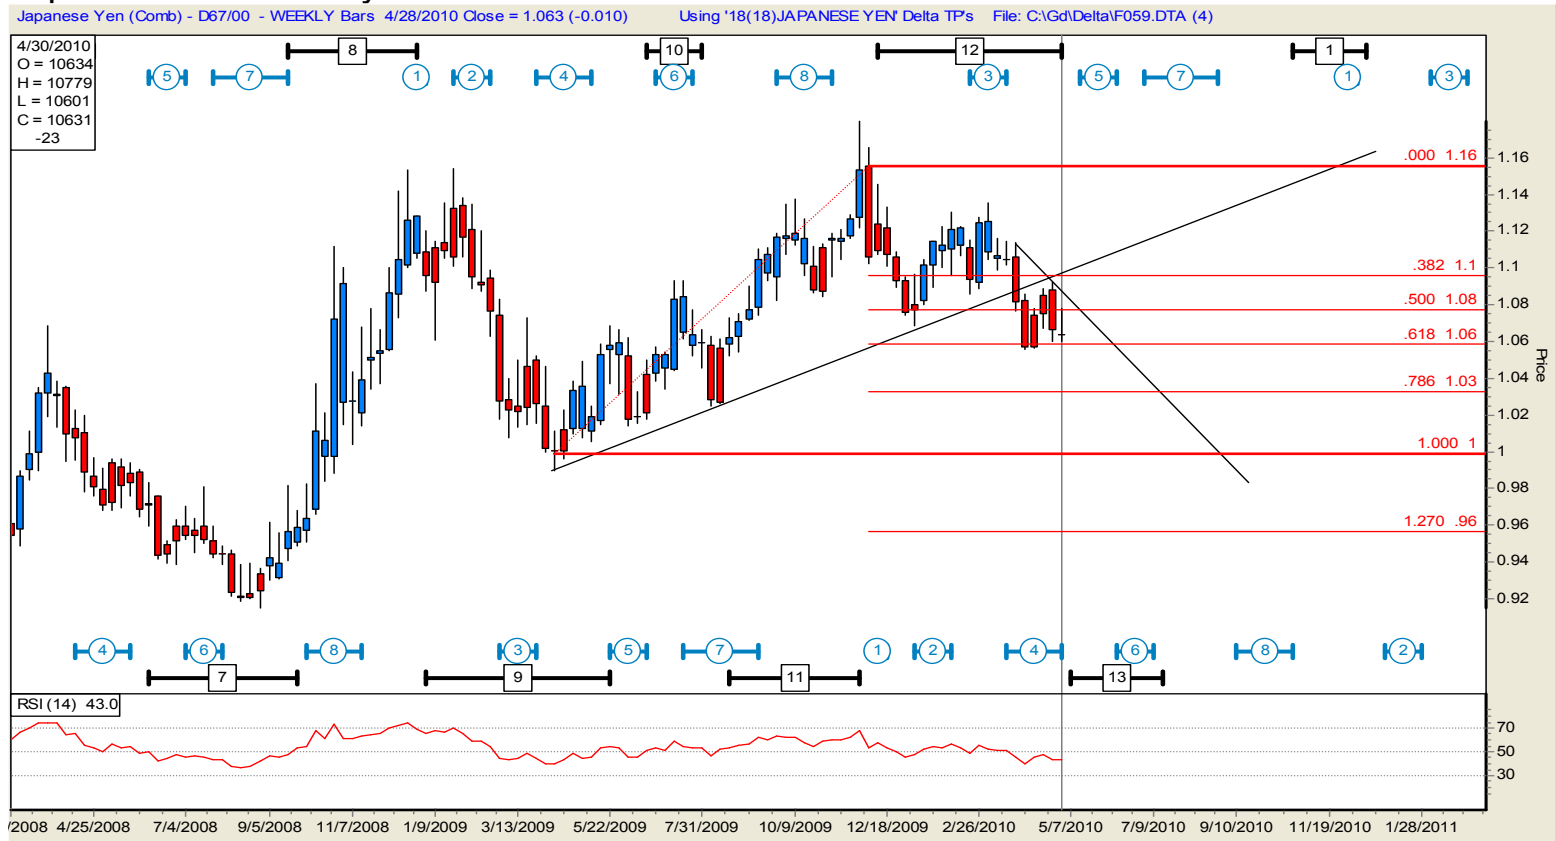 Japanese Yen (Comb) - D67/00 - WEEKLY Bars 4/28/2010 Close = 1.063 (-0.010) Using '18(18)JAPANESE YEN' Delta TP's File: C:\Gd\Delta\F059.DTA (4)
4/30/2010
O = 10634
H = 10779
L = 10601
C = 10631
-23
8 10 12 1
5 7 1 2 4 6 8 3 5 7 1 3
.000 1.16
.382 1.1
.500 1.08
.618 1.06
.786 1.03
1.000 1
1.270 .96
1.16
1.14
1.12
1.1
1.08
1.06
1.04
1.02
1
0.98
0.96
0.94
0.92
Price
4 6 8 3 5 7 1 2 4 6 8 2
7 9 11 13
RSI (14) 43.0
70
50
30
/2008 4/25/2008 7/4/2008 9/5/2008 11/7/2008 1/9/2009 3/13/2009 5/22/2009 7/31/2009 10/9/2009 12/18/2009 2/26/2010 5/7/2010 7/9/2010 9/10/2010 11/19/2010 1/28/2011